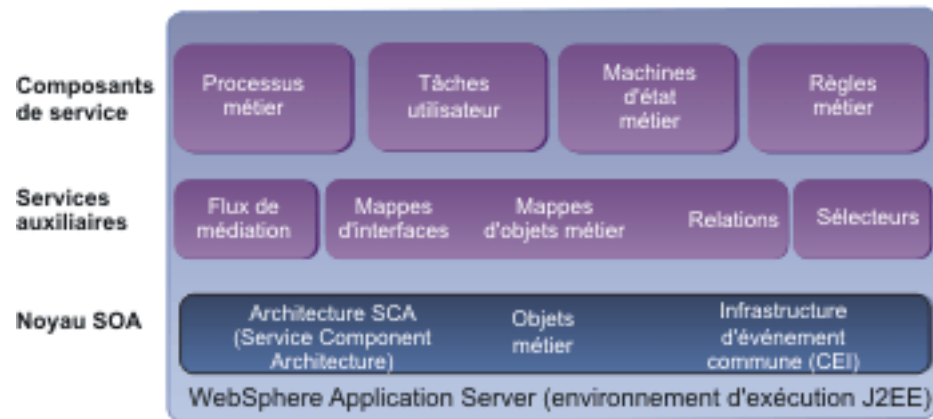 Composants
de service
Processus
métier
Tâches
utilisateur
Machines
d'état
métier
Règles
métier
Services
auxiliaires
Flux de
médiation
Mappes
d'interfaces
Mappes
d'objets métier
Relations
Sélecteurs
Noyau SOA
Architecture SCA
(Service Component
Architecture)
Objets
métier
Infrastructure
d'événement
commune (CEI)
WebSphere Application Server (environnement d'exécution J2EE)